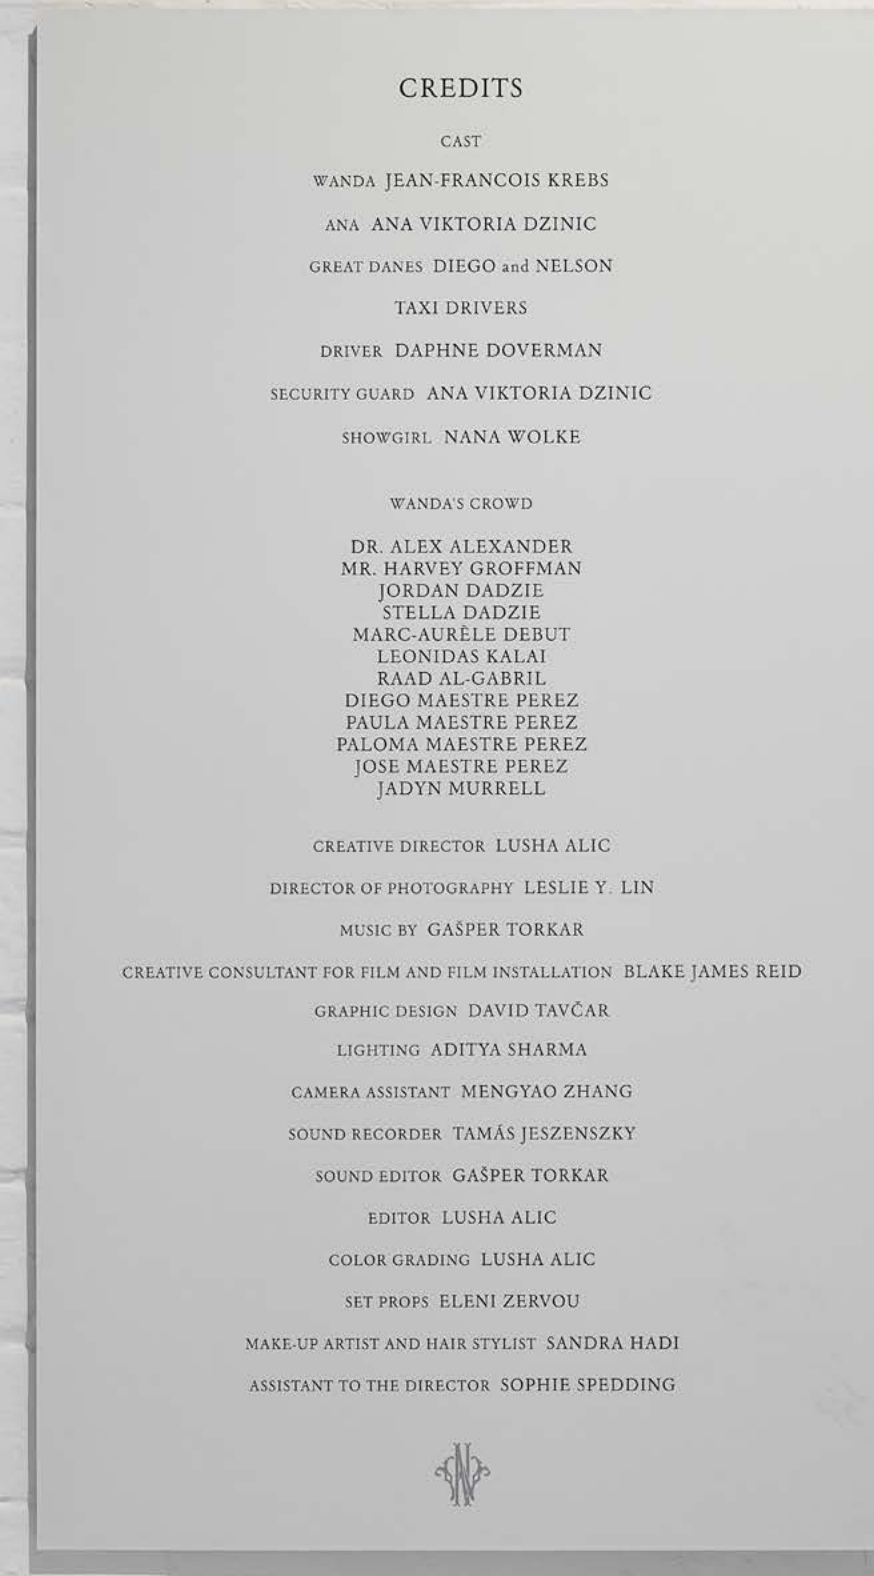 CREDITS
CAST
WANDA JEAN-FRANCOIS KREBS
ANA ANA VIKTORIA DZINIC
GREAT DANES DIEGO and NELSON
TAXI DRIVERS
DRIVER DAPHNE DOVERMAN
SECURITY GUARD ANA VIKTORIA DZINIC
SHOWGIRL NANA WOLKE
WANDA'S CROWD
DR. ALEX ALEXANDER
MR. HARVEY GROFFMAN
JORDAN DADZIE
STELLA DADZIE
MARC-AURÈLE DEBUT
LEONIDAS KALAI
RAAD AL-GABRIL
DIEGO MAESTRE PEREZ
PAULA MAESTRE PEREZ
PALOMA MAESTRE PEREZ
JOSE MAESTRE PEREZ
JADYN MURRELL
CREATIVE DIRECTOR LUSHA ALIC
DIRECTOR OF PHOTOGRAPHY LESLIE Y. LIN
MUSIC BY GAŠPER TORKAR
CREATIVE CONSULTANT FOR FILM AND FILM INSTALLATION BLAKE JAMES REID
GRAPHIC DESIGN DAVID TAVČAR
LIGHTING ADITYA SHARMA
CAMERA ASSISTANT MENGYAO ZHANG
SOUND RECORDER TAMÁS JESZENSZKY
SOUND EDITOR GAŠPER TORKAR
EDITOR LUSHA ALIC
COLOR GRADING LUSHA ALIC
SET PROPS ELENI ZERVOU
MAKE-UP ARTIST AND HAIR STYLIST SANDRA HADI
ASSISTANT TO THE DIRECTOR SOPHIE SPEDDING